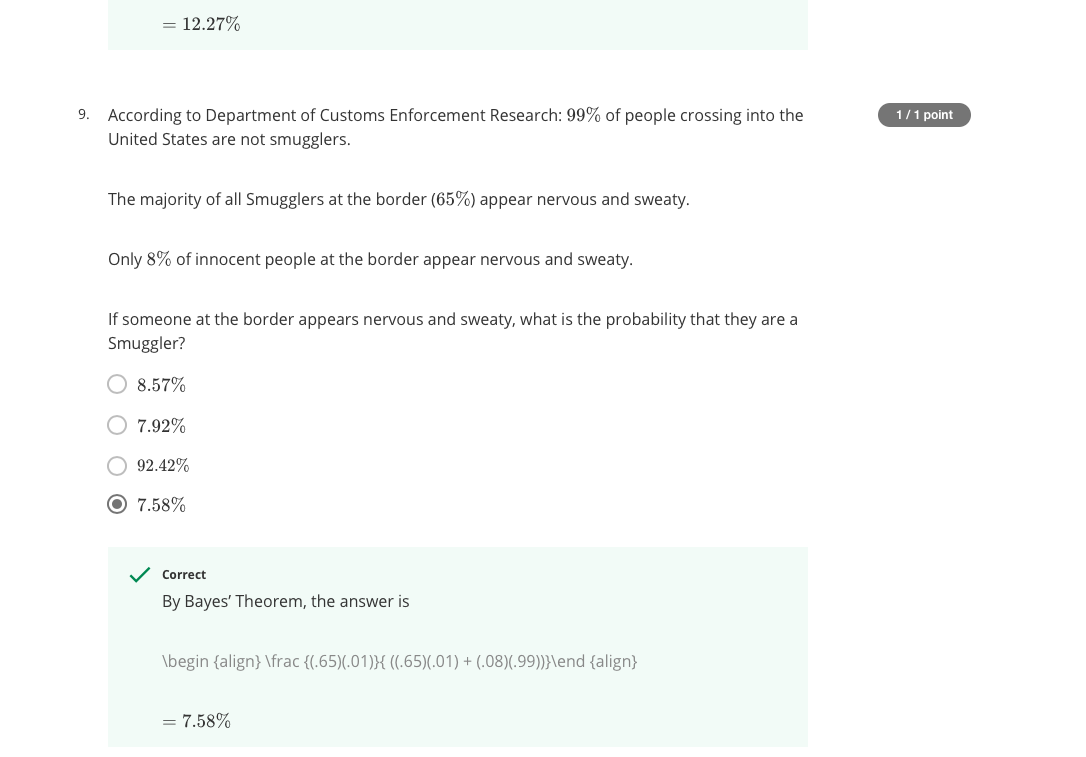 = 12.27%
9. According to Department of Customs Enforcement Research: 99% of people crossing into the
1 / 1 point
United States are not smugglers.
The majority of all Smugglers at the border (65%) appear nervous and sweaty.
Only 8% of innocent people at the border appear nervous and sweaty.
If someone at the border appears nervous and sweaty, what is the probability that they are a
Smuggler?
8.57%
7.92%
92.42%
7.58%
Correct
By Bayes’ Theorem, the answer is
\begin {align} \frac {(.65)(.01)}{ ((.65)(.01) + (.08)(.99))}\end {align}
= 7.58%